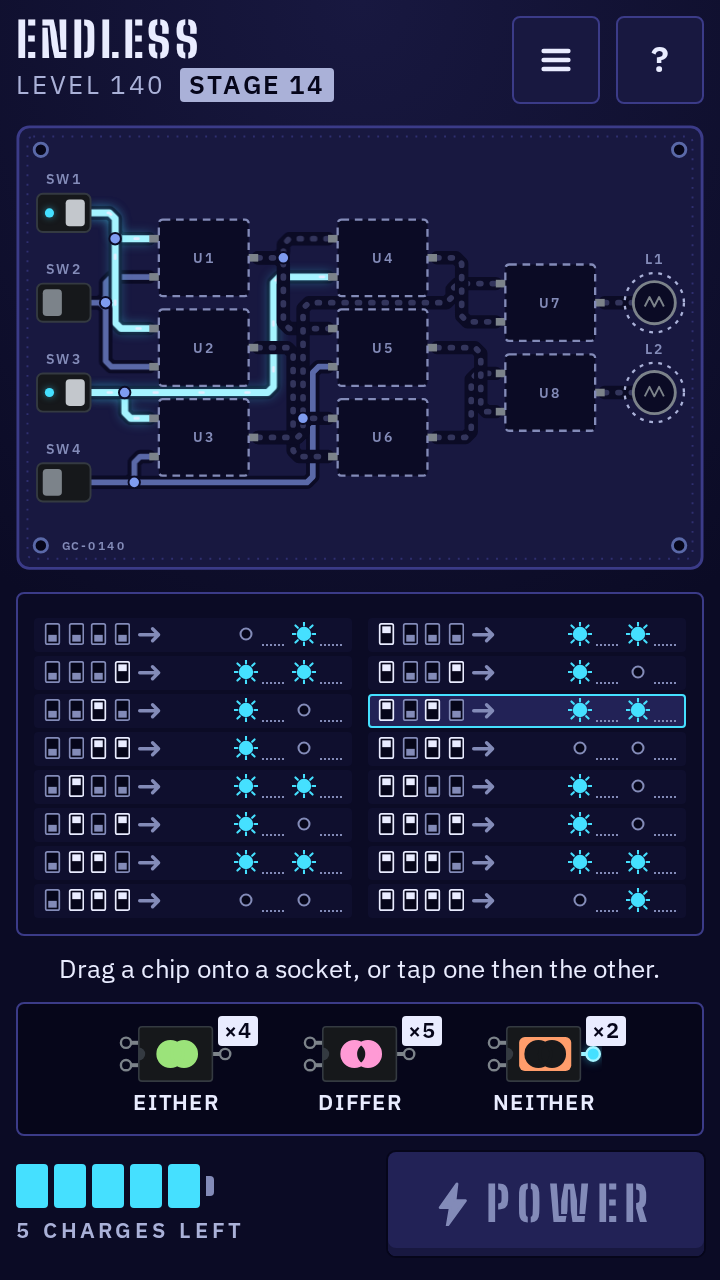 ENDLESS
LEVEL 140 STAGE 14
?
SW1
SW2
SW3
SW4
U1
U2
U3
U4
U5
U6
U7
U8
L1
L2
GC-0140
Drag a chip onto a socket, or tap one then the other.
×4
EITHER
×5
DIFFER
×2
NEITHER
5 CHARGES LEFT
POWER